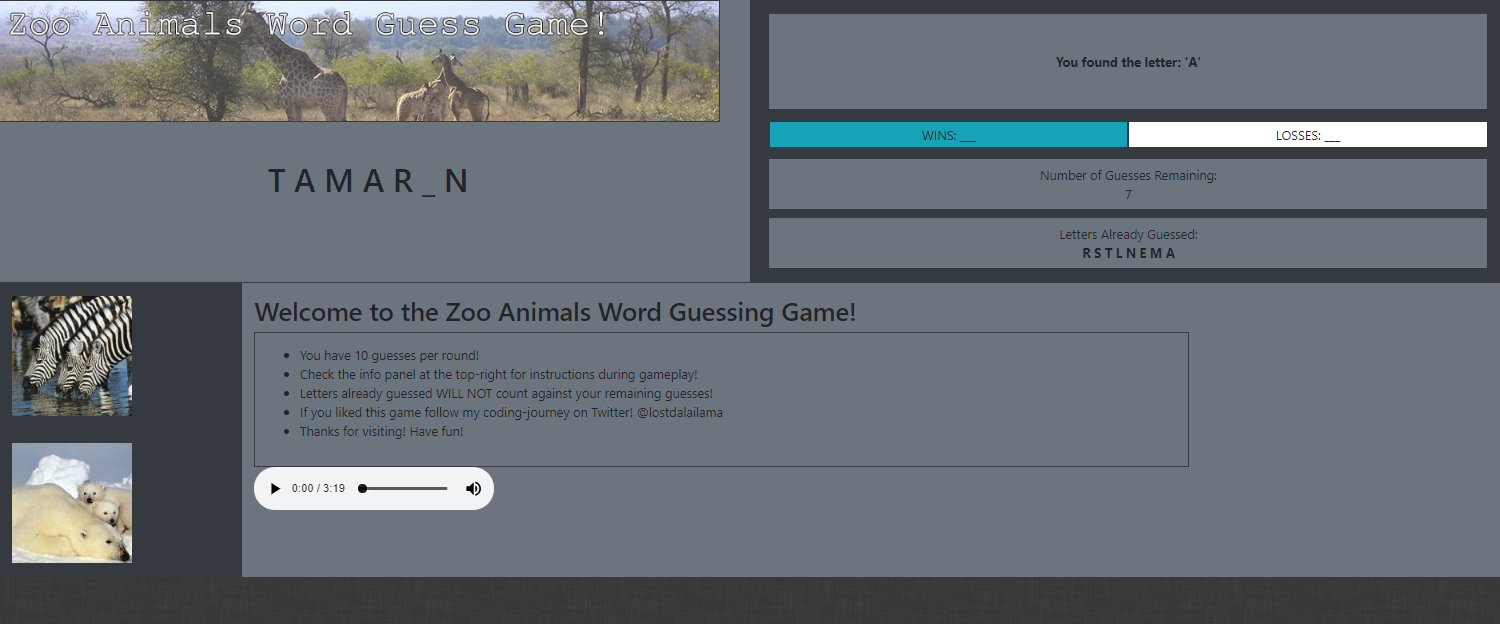 Zoo Animals Word Guess Game!
T A M A R _ N
You found the letter: 'A'
WINS: ___
LOSSES: ___
Number of Guesses Remaining:
7
Letters Already Guessed:
R S T L N E M A
Welcome to the Zoo Animals Word Guessing Game!
You have 10 guesses per round!
Check the info panel at the top-right for instructions during gameplay!
Letters already guessed WILL NOT count against your remaining guesses!
If you liked this game follow my coding-journey on Twitter! @lostdalailama
Thanks for visiting! Have fun!
0:00 / 3:19